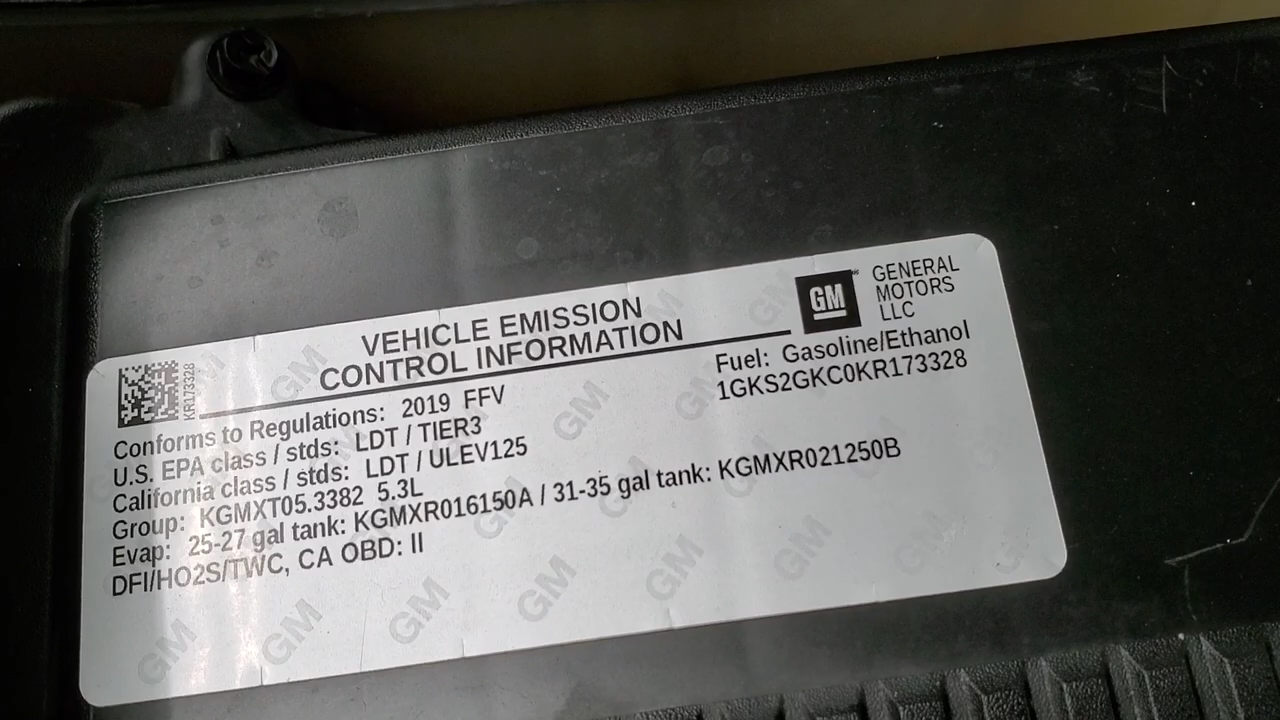 VEHICLE EMISSION
CONTROL INFORMATION
GM
GENERAL
MOTORS
LLC
KR173328
Conforms to Regulations: 2019 FFV
Fuel: Gasoline/Ethanol
U.S. EPA class / stds: LDT / TIER3
1GKS2GKC0KR173328
California class / stds: LDT / ULEV125
Group: KGMXT05.3382 5.3L
Evap: 25-27 gal tank: KGMXR016150A / 31-35 gal tank: KGMXR021250B
DFI/HO2S/TWC, CA OBD: II